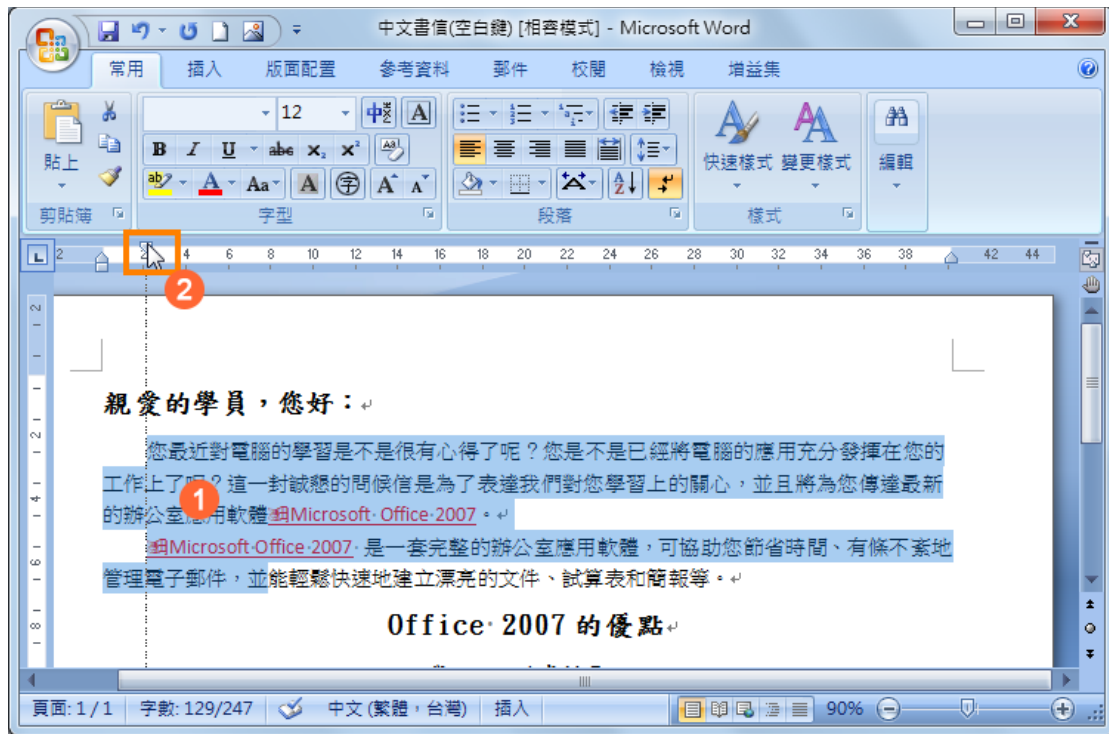 中文書信(空白鍵) [相容模式] - Microsoft Word
常用 插入 版面配置 參考資料 郵件 校閱 檢視 增益集
12
貼上
B I U abc x₂ x² Aa A 字 A A
快速樣式 變更樣式 編輯
剪貼簿 字型 段落 樣式
L 2 2 4 6 8 10 12 14 16 18 20 22 24 26 28 30 32 34 36 38 42 44
2
親愛的學員，您好：
您最近對電腦的學習是不是很有心得了呢？您是不是已經將電腦的應用充分發揮在您的
工作上了呢？這一封誠懇的問候信是為了表達我們對您學習上的關心，並且將為您傳達最新
1
的辦公室應用軟體Microsoft Office 2007。
Microsoft Office 2007 是一套完整的辦公室應用軟體，可協助您節省時間、有條不紊地
管理電子郵件，並能輕鬆快速地建立漂亮的文件、試算表和簡報等。
Office 2007 的優點
頁面: 1 / 1 字數: 129/247 中文 (繁體，台灣) 插入 90%